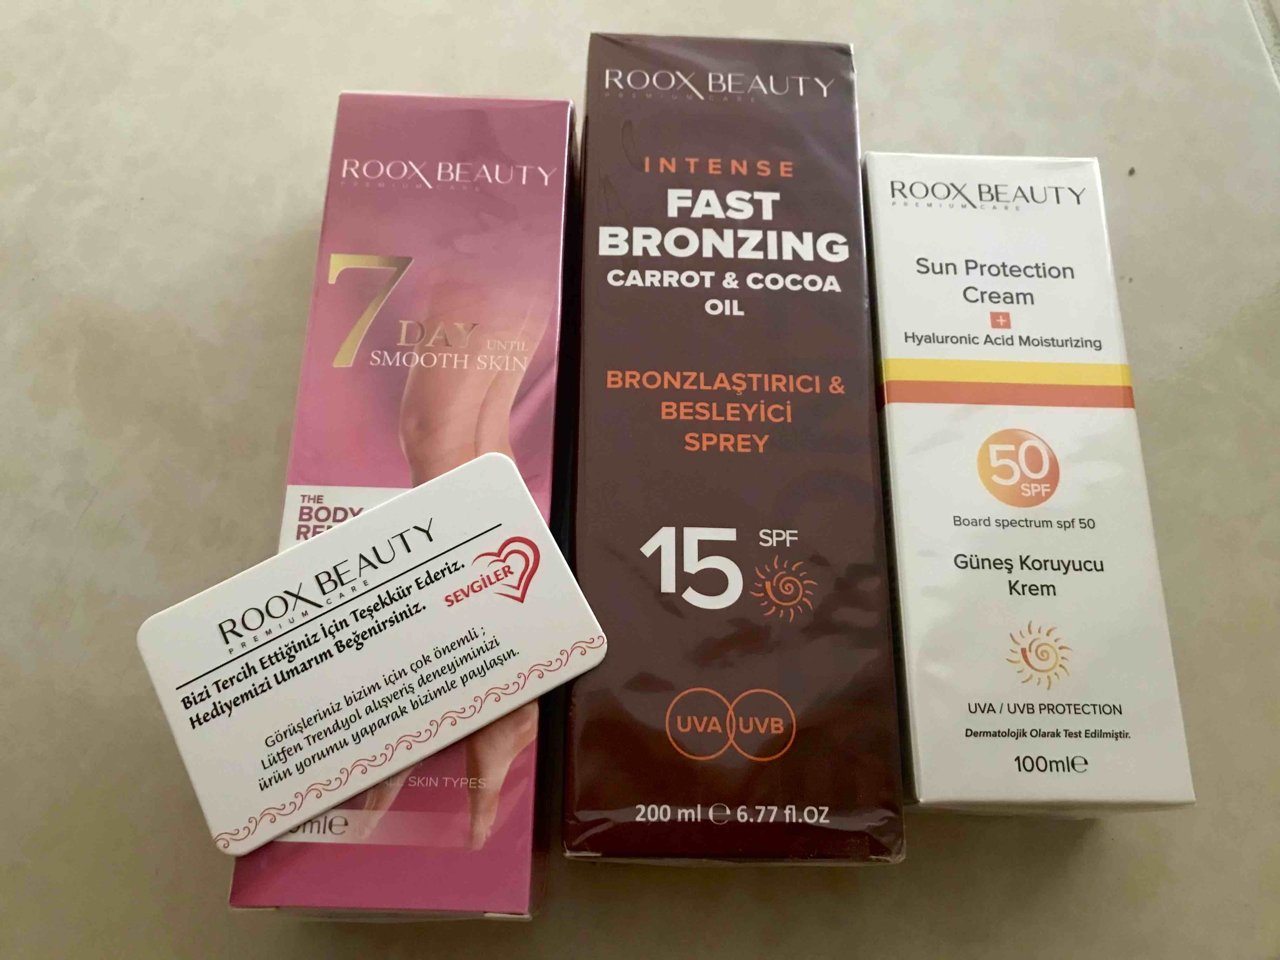 ROOX BEAUTY
PREMIUM CARE
7
DAY UNTIL
SMOOTH SKIN
THE
BODY
ALL SKIN TYPES
ROOX BEAUTY
PREMIUM CARE
Bizi Tercih Ettiğiniz İçin Teşekkür Ederiz.
Hediyemizi Umarım Beğenirsiniz.
SEVGİLER
Görüşleriniz bizim için çok önemli ;
Lütfen Trendyol alışveriş deneyiminizi
ürün yorumu yaparak bizimle paylaşın.
ROOX BEAUTY
PREMIUM CARE
INTENSE
FAST
BRONZING
CARROT & COCOA
OIL
BRONZLAŞTIRICI &
BESLEYİCİ
SPREY
15 SPF
UVA UVB
200 ml ℮ 6.77 fl.OZ
ROOX BEAUTY
PREMIUM CARE
Sun Protection
Cream
+
Hyaluronic Acid Moisturizing
50
SPF
Board spectrum spf 50
Güneş Koruyucu
Krem
UVA / UVB PROTECTION
Dermatolojik Olarak Test Edilmiştir.
100ml℮